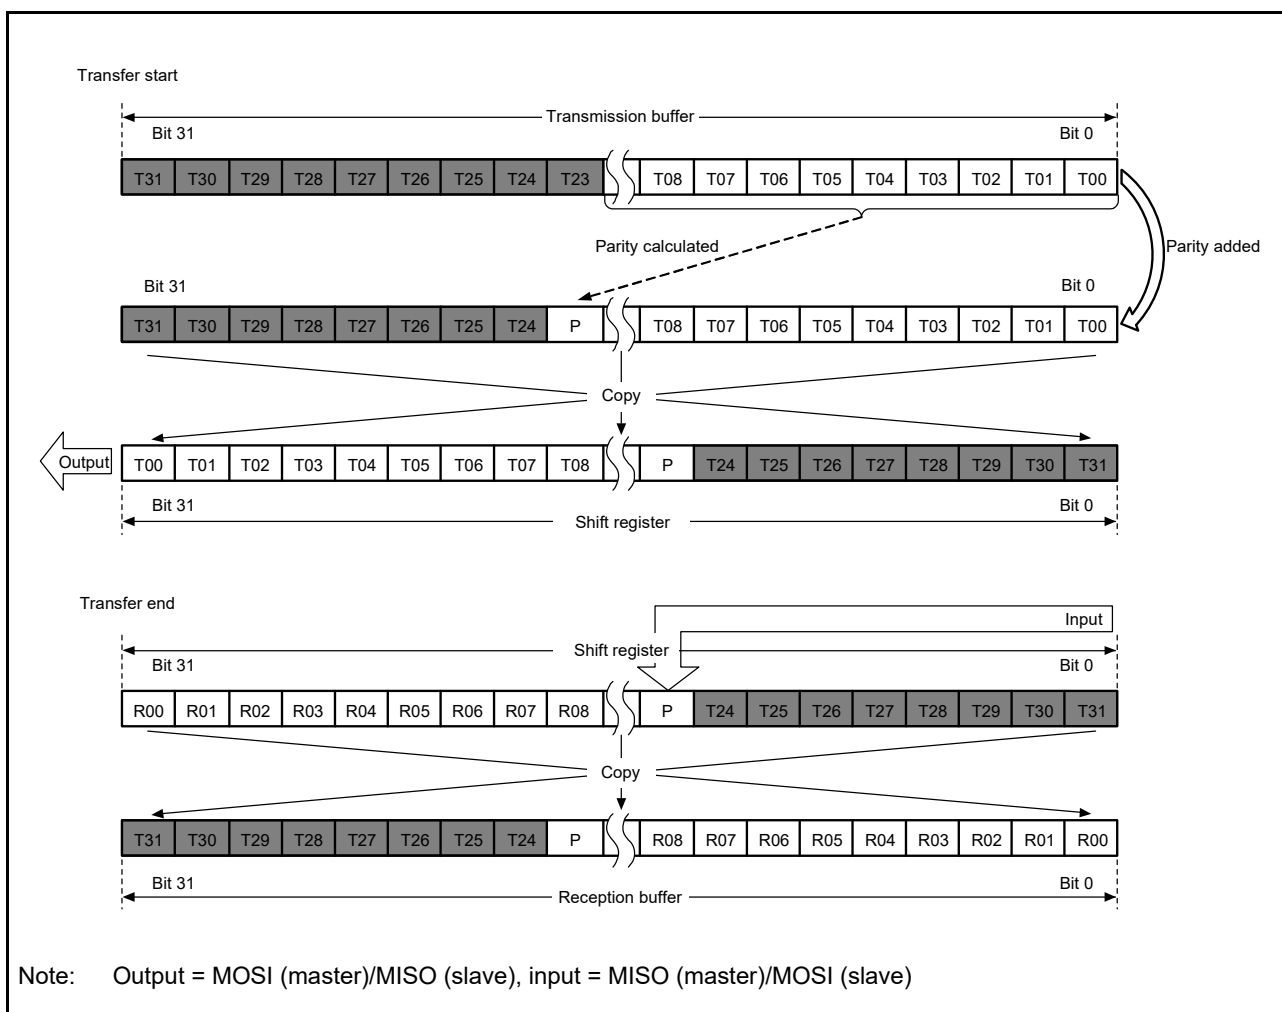 Transfer start
Transmission buffer
Bit 31 Bit 0
T31 T30 T29 T28 T27 T26 T25 T24 T23 T08 T07 T06 T05 T04 T03 T02 T01 T00
Parity calculated Parity added
Bit 31 Bit 0
T31 T30 T29 T28 T27 T26 T25 T24 P T08 T07 T06 T05 T04 T03 T02 T01 T00
Copy
Output T00 T01 T02 T03 T04 T05 T06 T07 T08 P T24 T25 T26 T27 T28 T29 T30 T31
Bit 31 Bit 0
Shift register
Transfer end
Input
Shift register
Bit 31 Bit 0
R00 R01 R02 R03 R04 R05 R06 R07 R08 P T24 T25 T26 T27 T28 T29 T30 T31
Copy
T31 T30 T29 T28 T27 T26 T25 T24 P R08 R07 R06 R05 R04 R03 R02 R01 R00
Bit 31 Bit 0
Reception buffer
Note: Output = MOSI (master)/MISO (slave), input = MISO (master)/MOSI (slave)